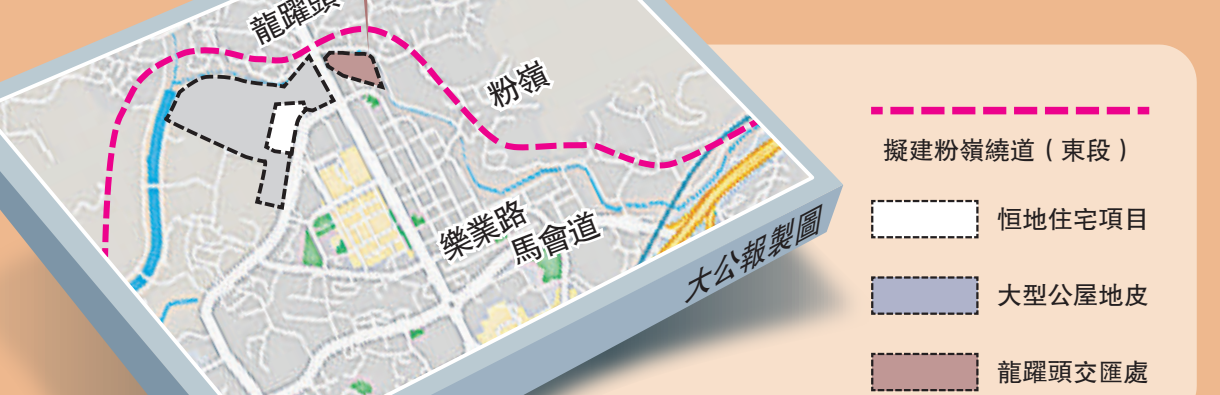 龍躍頭
粉嶺
樂業路
馬會道
大公報製圖
擬建粉嶺繞道（東段）
恒地住宅項目
大型公屋地皮
龍躍頭交匯處